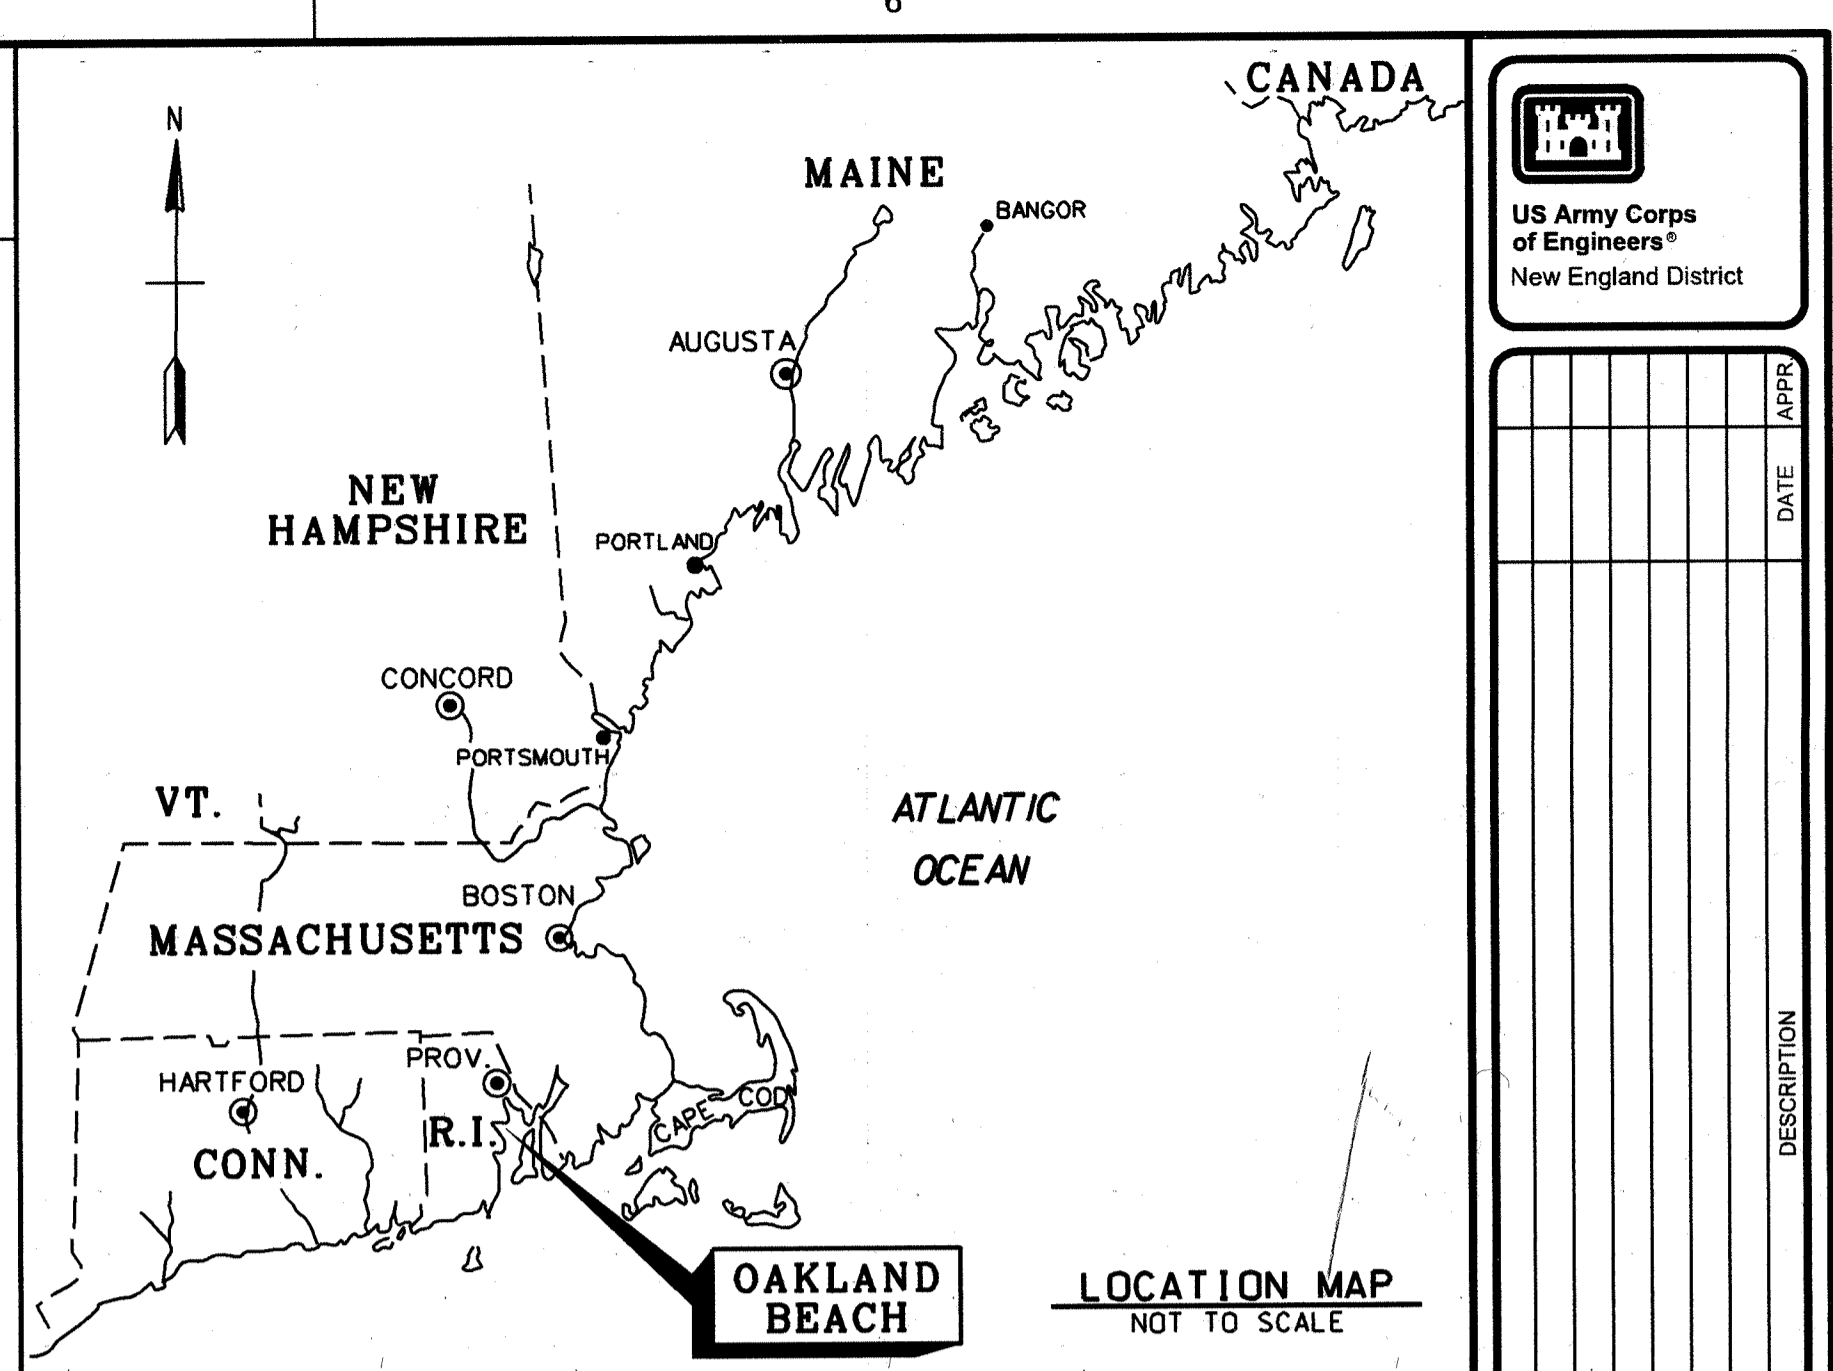 6
CANADA
N
MAINE
BANGOR
AUGUSTA
NEW
HAMPSHIRE
PORTLAND
CONCORD
PORTSMOUTH
VT.
ATLANTIC
OCEAN
BOSTON
MASSACHUSETTS
PROV.
HARTFORD
CAPE COD
R.I.
CONN.
OAKLAND
BEACH
LOCATION MAP
NOT TO SCALE
US Army Corps
of Engineers®
New England District
APPR.
DATE
DESCRIPTION